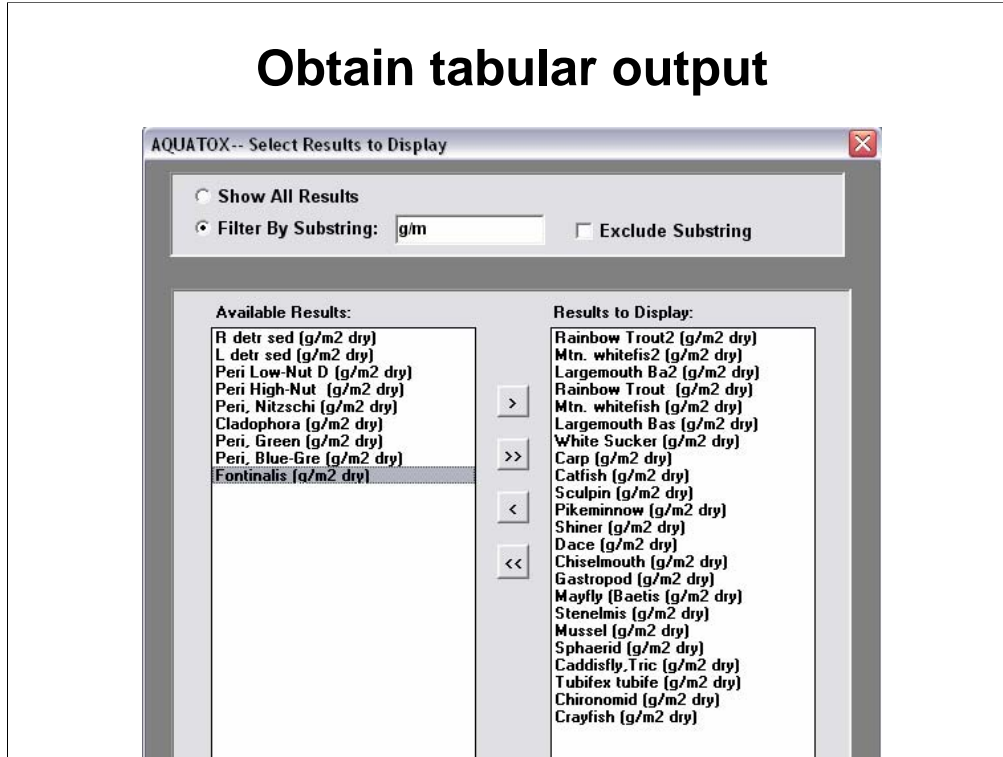 Obtain tabular output
AQUATOX-- Select Results to Display
Show All Results
Filter By Substring: g/m Exclude Substring
Available Results:
R detr sed (g/m2 dry)
L detr sed (g/m2 dry)
Peri Low-Nut D (g/m2 dry)
Peri High-Nut (g/m2 dry)
Peri, Nitzschi (g/m2 dry)
Cladophora (g/m2 dry)
Peri, Green (g/m2 dry)
Peri, Blue-Gre (g/m2 dry)
Fontinalis (g/m2 dry)
>
>>
<
<<
Results to Display:
Rainbow Trout2 (g/m2 dry)
Mtn. whitefis2 (g/m2 dry)
Largemouth Ba2 (g/m2 dry)
Rainbow Trout (g/m2 dry)
Mtn. whitefish (g/m2 dry)
Largemouth Bas (g/m2 dry)
White Sucker (g/m2 dry)
Carp (g/m2 dry)
Catfish (g/m2 dry)
Sculpin (g/m2 dry)
Pikeminnow (g/m2 dry)
Shiner (g/m2 dry)
Dace (g/m2 dry)
Chiselmouth (g/m2 dry)
Gastropod (g/m2 dry)
Mayfly (Baetis (g/m2 dry)
Stenelmis (g/m2 dry)
Mussel (g/m2 dry)
Sphaerid (g/m2 dry)
Caddisfly,Tric (g/m2 dry)
Tubifex tubife (g/m2 dry)
Chironomid (g/m2 dry)
Crayfish (g/m2 dry)